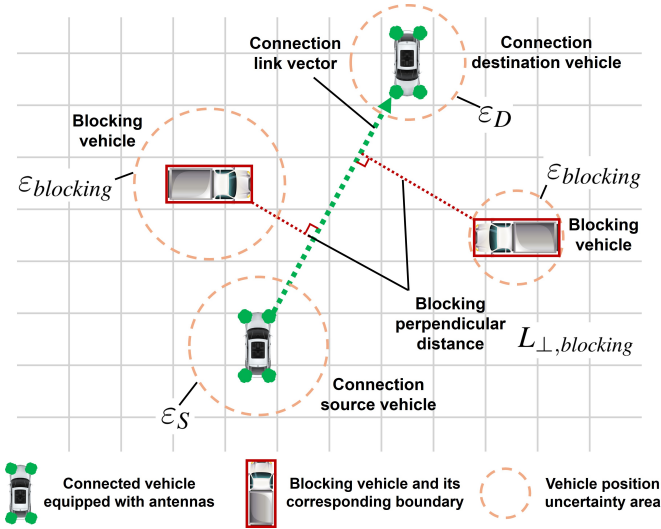 Connection
link vector
Connection
destination vehicle
ε_D
Blocking
vehicle
ε_blocking
ε_blocking
Blocking
vehicle
Blocking
perpendicular
distance
L_⊥,blocking
Connection
source vehicle
ε_S
Connected vehicle
equipped with antennas
Blocking vehicle and its
corresponding boundary
Vehicle position
uncertainty area